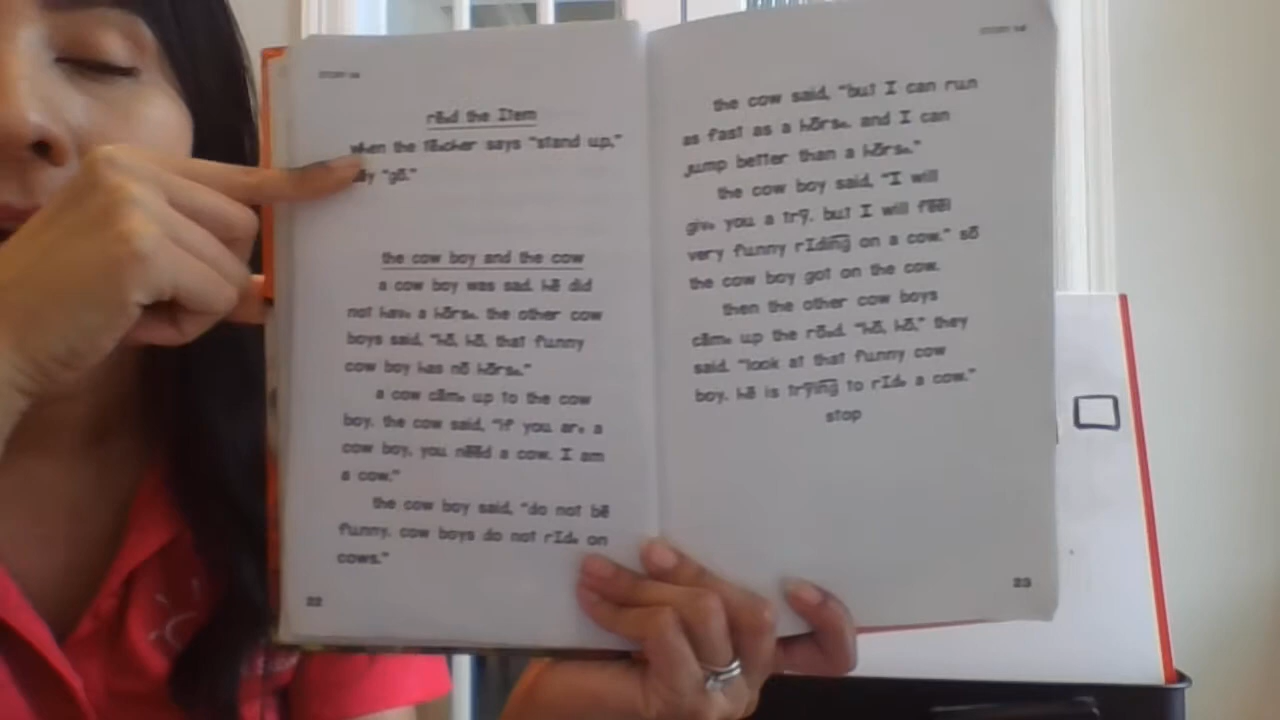 rēad the Item
when the tēacher says "stand up,"
say "gō."
the cow boy and the cow
a cow boy was sad. hē did
not have a hōrse. the other cow
boys said, "hō, hō, that funny
cow boy has nō hōrse."
a cow cāme up to the cow
boy. the cow said, "if you are a
cow boy, you nēēd a cow. I am
a cow."
the cow boy said, "do not bē
funny. cow boys do not rIde on
cows."
22
the cow said, "but I can run
as fast as a hōrse. and I can
jump better than a hōrse."
the cow boy said, "I will
give you a trȳ. but I will fēēl
very funny rIding on a cow." sō
the cow boy got on the cow.
then the other cow boys
cāme up the rōad. "hō, hō," they
said. "look at that funny cow
boy. hē is trȳing to rIde a cow."
stop
23